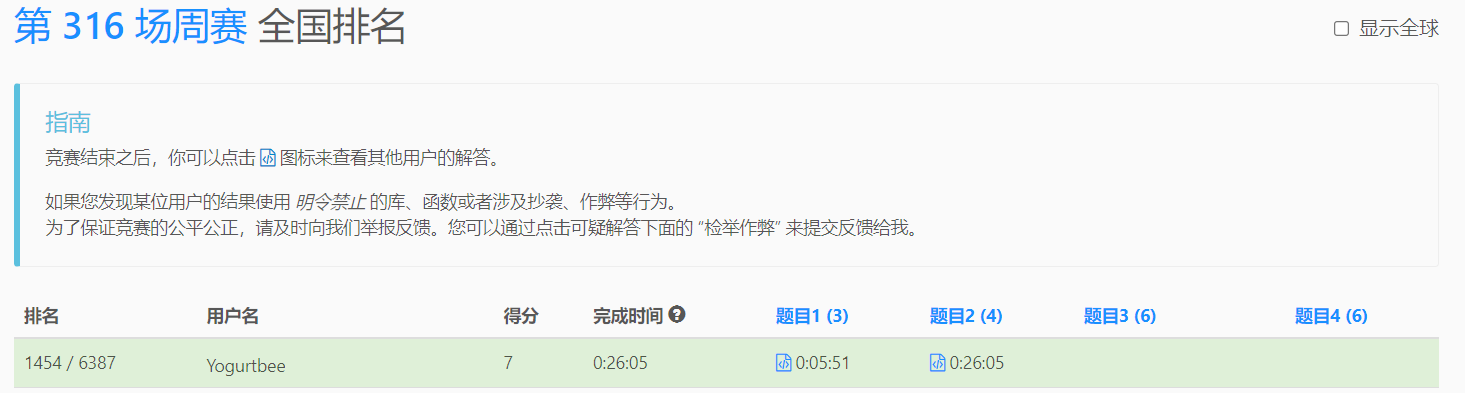 第 316 场周赛 全国排名
显示全球
指南
竞赛结束之后，你可以点击 图标来查看其他用户的解答。
如果您发现某位用户的结果使用 明令禁止 的库、函数或者涉及抄袭、作弊等行为。
为了保证竞赛的公平公正，请及时向我们举报反馈。您可以通过点击可疑解答下面的 “检举作弊” 来提交反馈给我。
排名 用户名 得分 完成时间 题目1 (3) 题目2 (4) 题目3 (6) 题目4 (6)
1454 / 6387 Yogurtbee 7 0:26:05 0:05:51 0:26:05